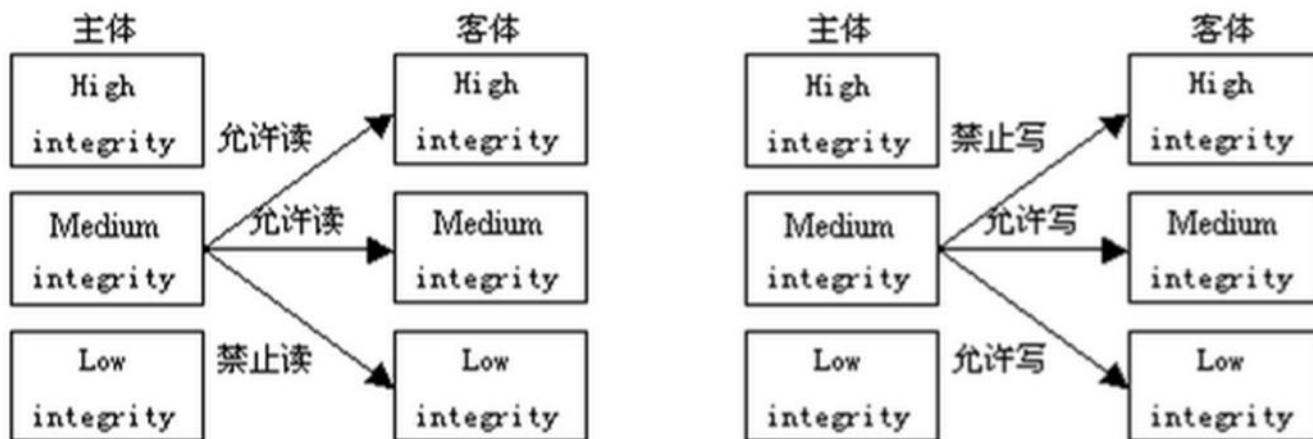 主体 客体
High integrity
允许读
High integrity
Medium integrity
允许读
Medium integrity
Low integrity
禁止读
Low integrity
主体 客体
High integrity
禁止写
High integrity
Medium integrity
允许写
Medium integrity
Low integrity
允许写
Low integrity